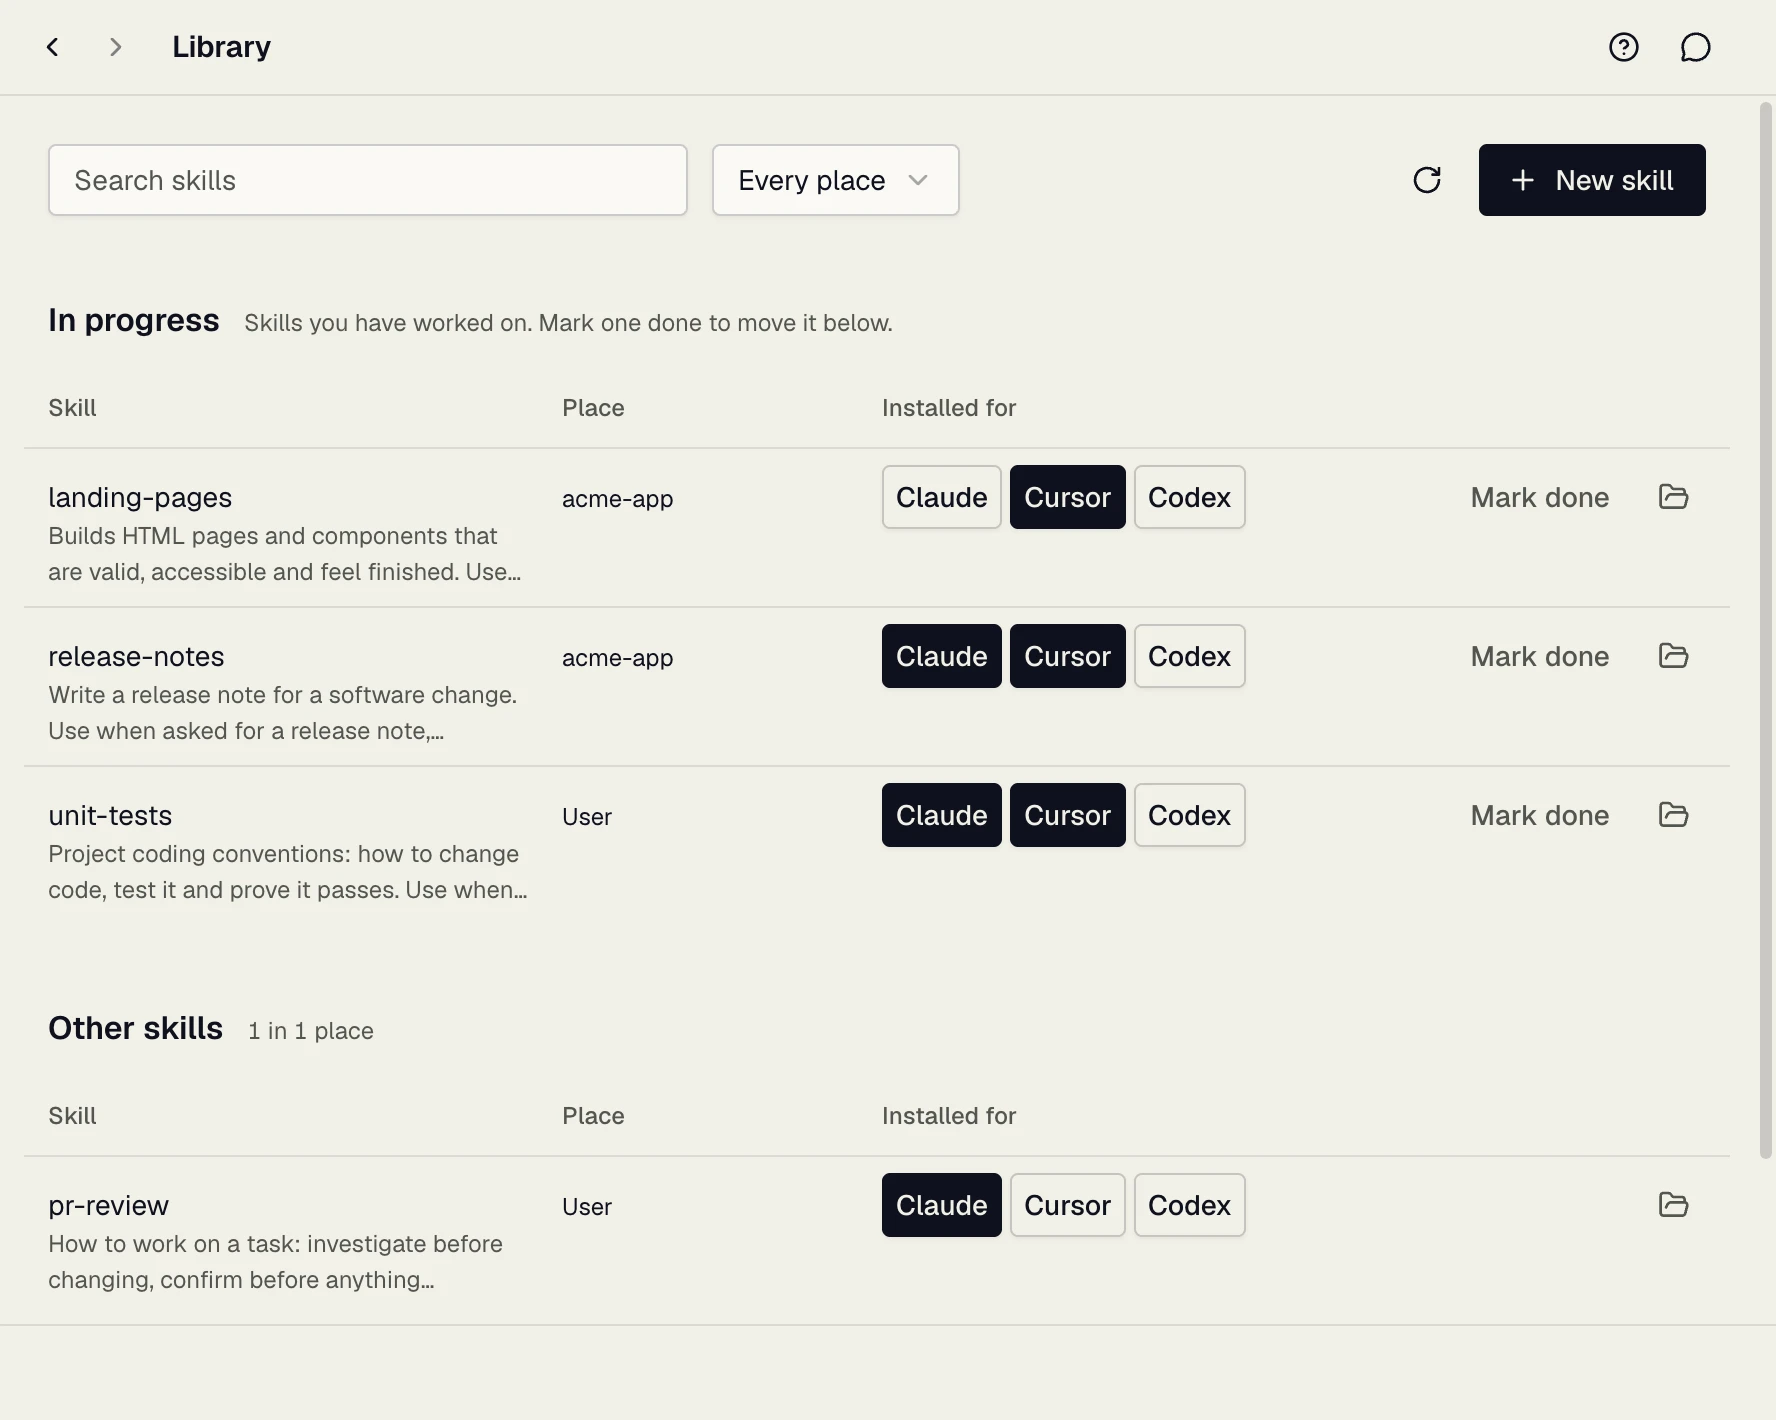 Library
Search skills
Every place
New skill
In progress
Skills you have worked on. Mark one done to move it below.
Skill Place Installed for
landing-pages acme-app Claude Cursor Codex Mark done
Builds HTML pages and components that
are valid, accessible and feel finished. Use…
release-notes acme-app Claude Cursor Codex Mark done
Write a release note for a software change.
Use when asked for a release note,…
unit-tests User Claude Cursor Codex Mark done
Project coding conventions: how to change
code, test it and prove it passes. Use when…
Other skills
1 in 1 place
Skill Place Installed for
pr-review User Claude Cursor Codex
How to work on a task: investigate before
changing, confirm before anything…